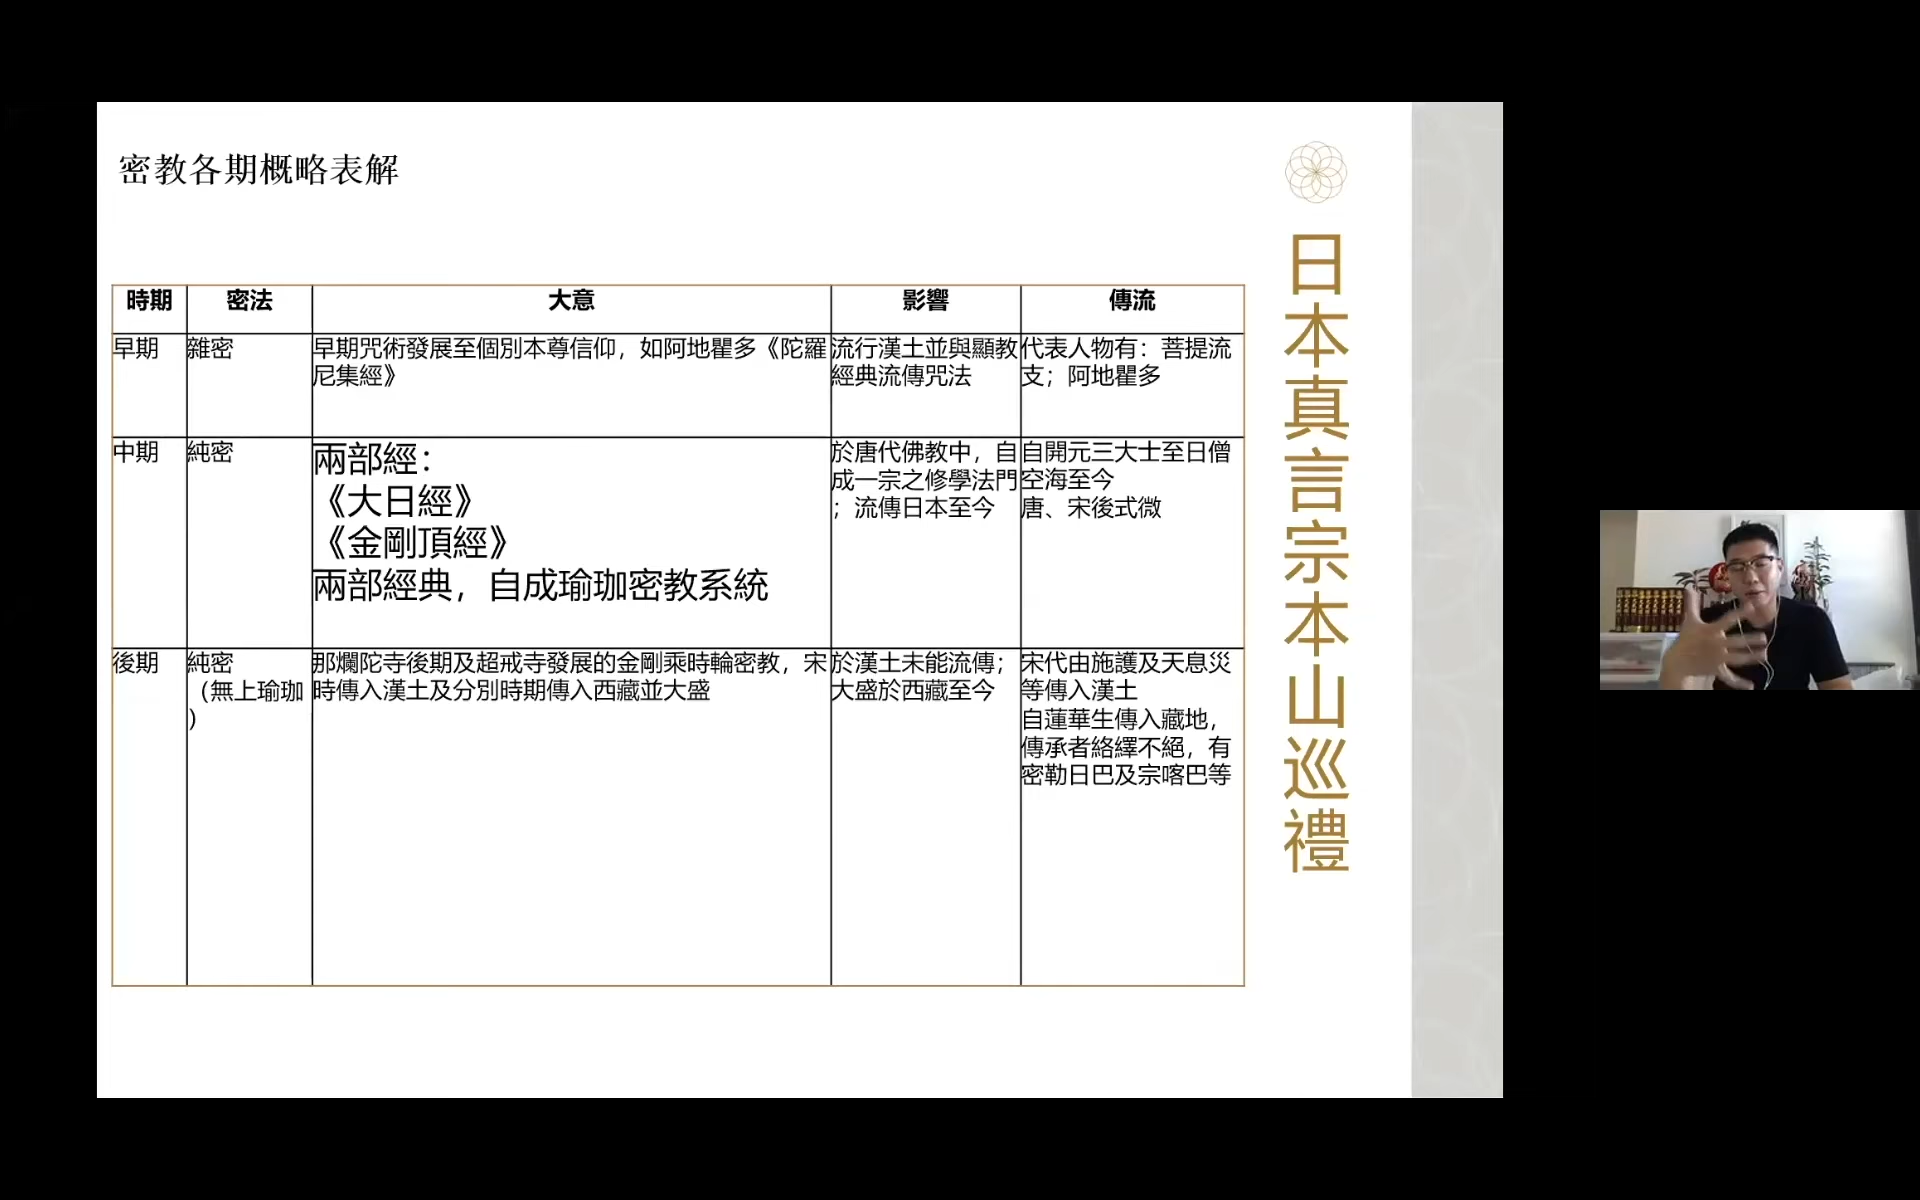 密教各期概略表解
時期 密法 大意 影響 傳流
早期
雜密
早期咒術發展至個別本尊信仰，如阿地瞿多《陀羅
尼集經》
流行漢土並與顯教
經典流傳咒法
代表人物有：菩提流
支；阿地瞿多
中期
純密
兩部經：
《大日經》
《金剛頂經》
兩部經典，自成瑜珈密教系統
於唐代佛教中，自
成一宗之修學法門
；流傳日本至今
自開元三大士至日僧
空海至今
唐、宋後式微
後期
純密
（無上瑜珈
）
那爛陀寺後期及超戒寺發展的金剛乘時輪密教，宋
時傳入漢土及分別時期傳入西藏並大盛
於漢土未能流傳；
大盛於西藏至今
宋代由施護及天息災
等傳入漢土
自蓮華生傳入藏地，
傳承者絡繹不絕，有
密勒日巴及宗喀巴等
日本真言宗本山巡禮